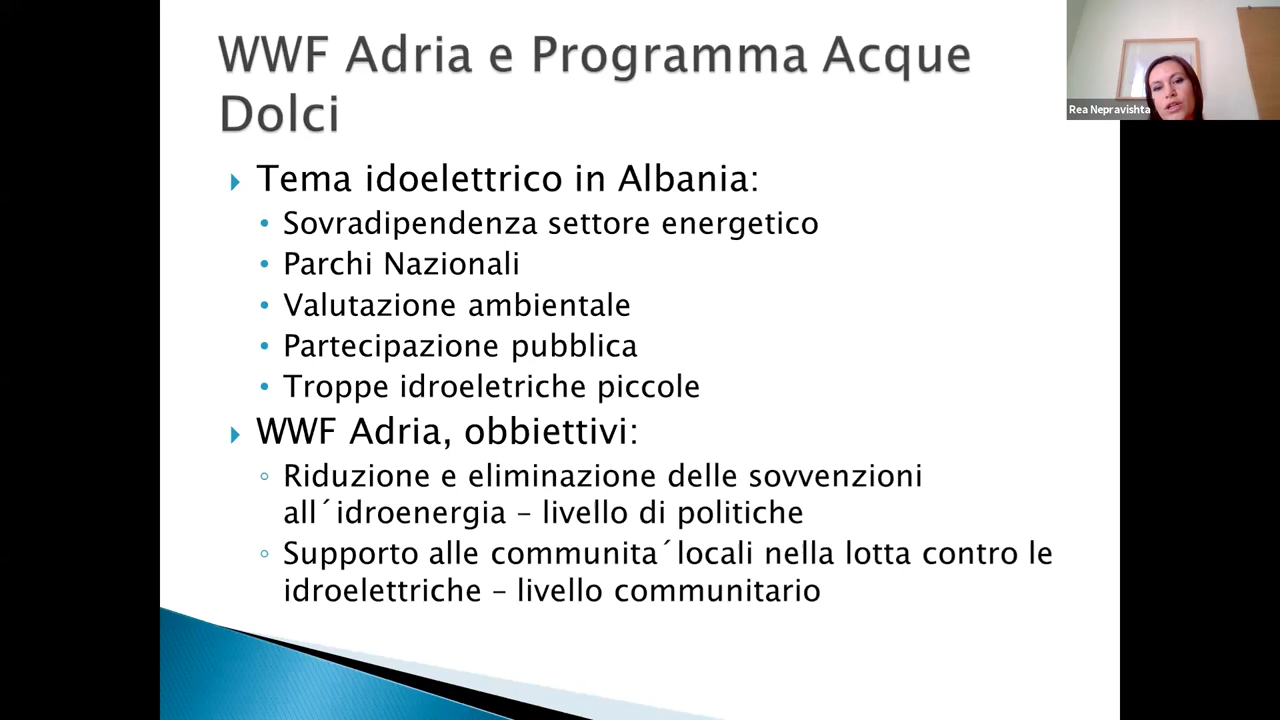 WWF Adria e Programma Acque
Dolci
Rea Nepravishta
Tema idoelettrico in Albania:
Sovradipendenza settore energetico
Parchi Nazionali
Valutazione ambientale
Partecipazione pubblica
Troppe idroeletriche piccole
WWF Adria, obbiettivi:
Riduzione e eliminazione delle sovvenzioni
all´idroenergia – livello di politiche
Supporto alle communita´locali nella lotta contro le
idroelettriche – livello communitario